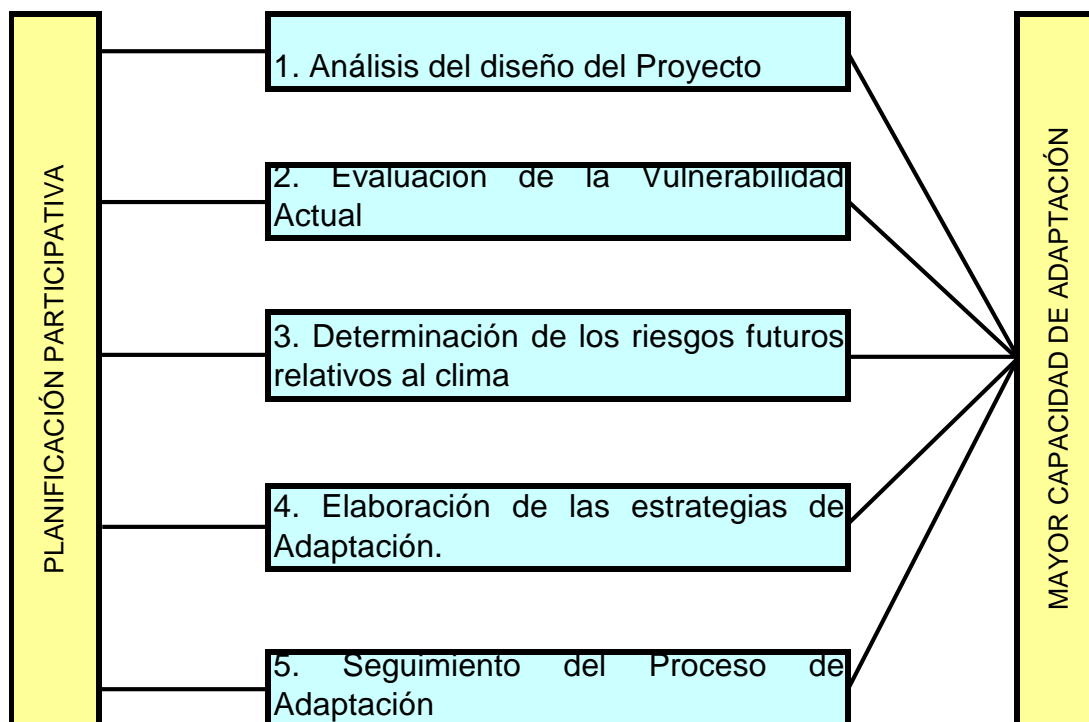 PLANIFICACIÓN PARTICIPATIVA
1. Análisis del diseño del Proyecto
2. Evaluación de la Vulnerabilidad
Actual
3. Determinación de los riesgos futuros
relativos al clima
4. Elaboración de las estrategias de
Adaptación.
5. Seguimiento del Proceso de
Adaptación
MAYOR CAPACIDAD DE ADAPTACIÓN